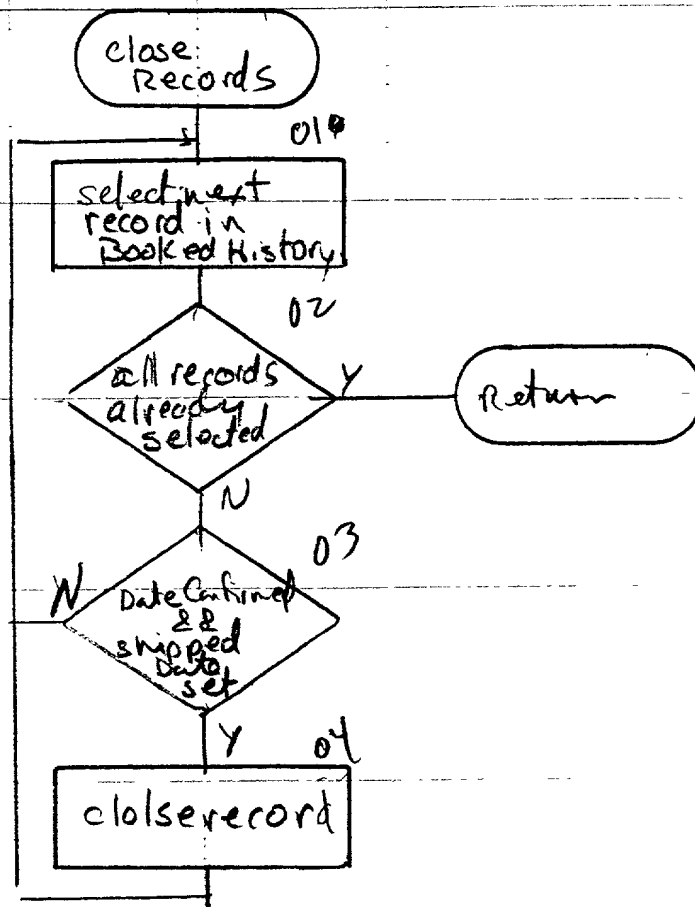 close
Records
01
select next
record in
Booked History
02
all records
already
selected
Y
Return
N
03
N
Date Confirmed
&&
shipped
Date
set
Y
04
clolserecord